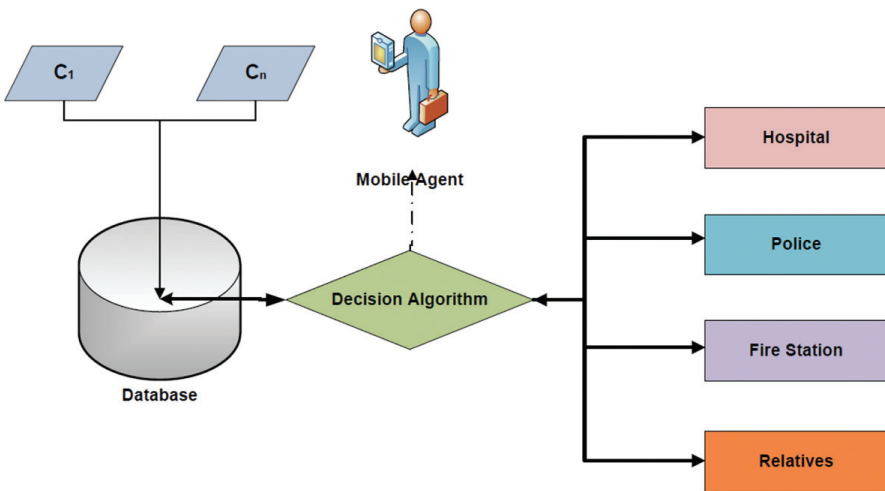 C1
Cn
Mobile Agent
Hospital
Police
Decision Algorithm
Fire Station
Database
Relatives